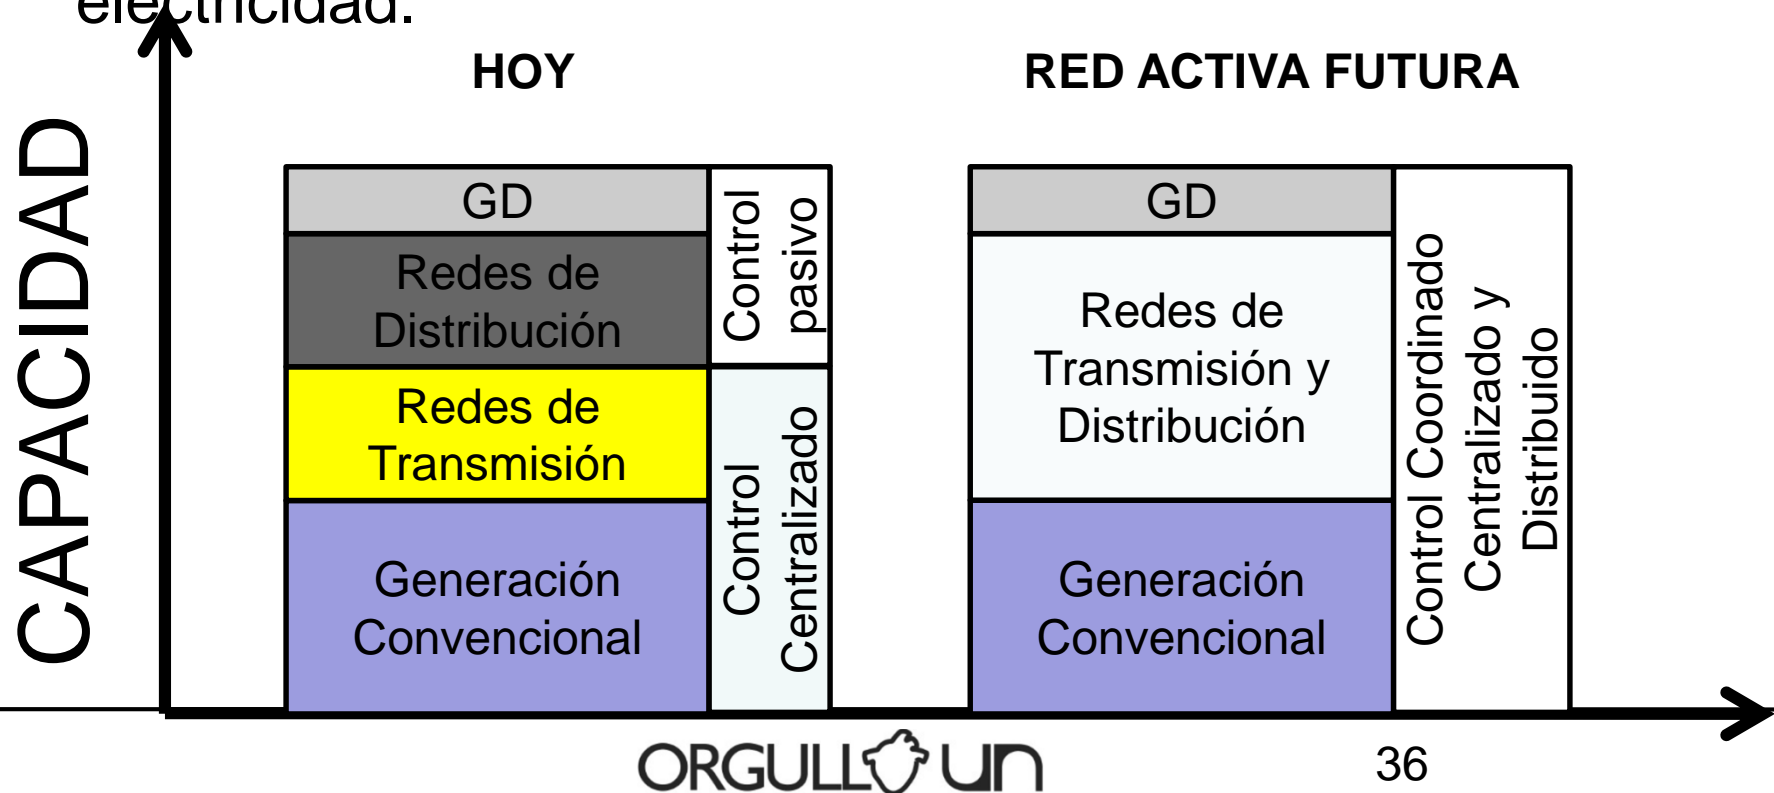 electricidad.
HOY
RED ACTIVA FUTURA
CAPACIDAD
GD
Redes de
Distribución
Redes de
Transmisión
Generación
Convencional
Control
pasivo
Control
Centralizado
GD
Redes de
Transmisión y
Distribución
Generación
Convencional
Control Coordinado
Centralizado y
Distribuido
ORGULLO un
36